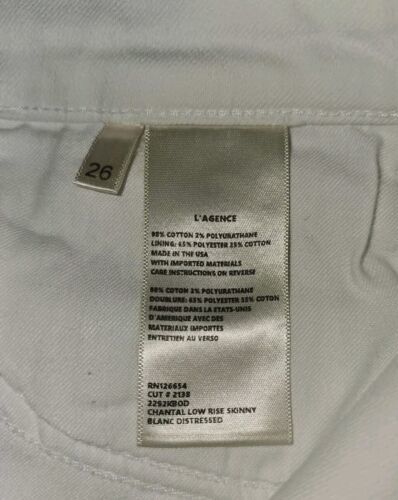 26
L'AGENCE
98% COTTON 2% POLYURETHANE
LINING: 65% POLYESTER 35% COTTON
MADE IN THE USA
WITH IMPORTED MATERIALS
CARE INSTRUCTIONS ON REVERSE
98% COTON 2% POLYURETHANE
DOUBLURE: 65% POLYESTER 35% COTON
FABRIQUE DANS LA ETATS-UNIS
D'AMERIQUE AVEC DES
MATERIAUX IMPORTES
ENTRETIEN AU VERSO
RN126654
CUT # 2138
2292KBOD
CHANTAL LOW RISE SKINNY
BLANC DISTRESSED